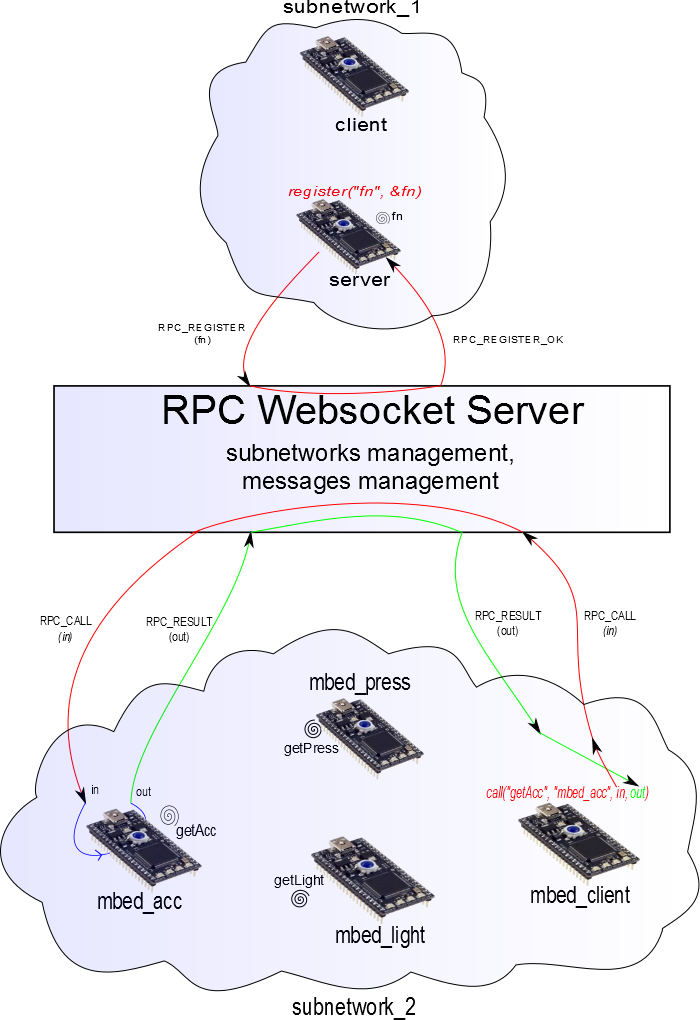 subnetwork_1
client
register("fn", &fn)
fn
server
RPC_REGISTER
(fn)
RPC_REGISTER_OK
RPC Websocket Server
subnetworks management,
messages management
RPC_CALL
(in)
RPC_RESULT
(out)
RPC_RESULT
(out)
RPC_CALL
(in)
mbed_press
getPress
in
out
call("getAcc", "mbed_acc", in, out)
getAcc
getLight
mbed_acc
mbed_client
mbed_light
subnetwork_2